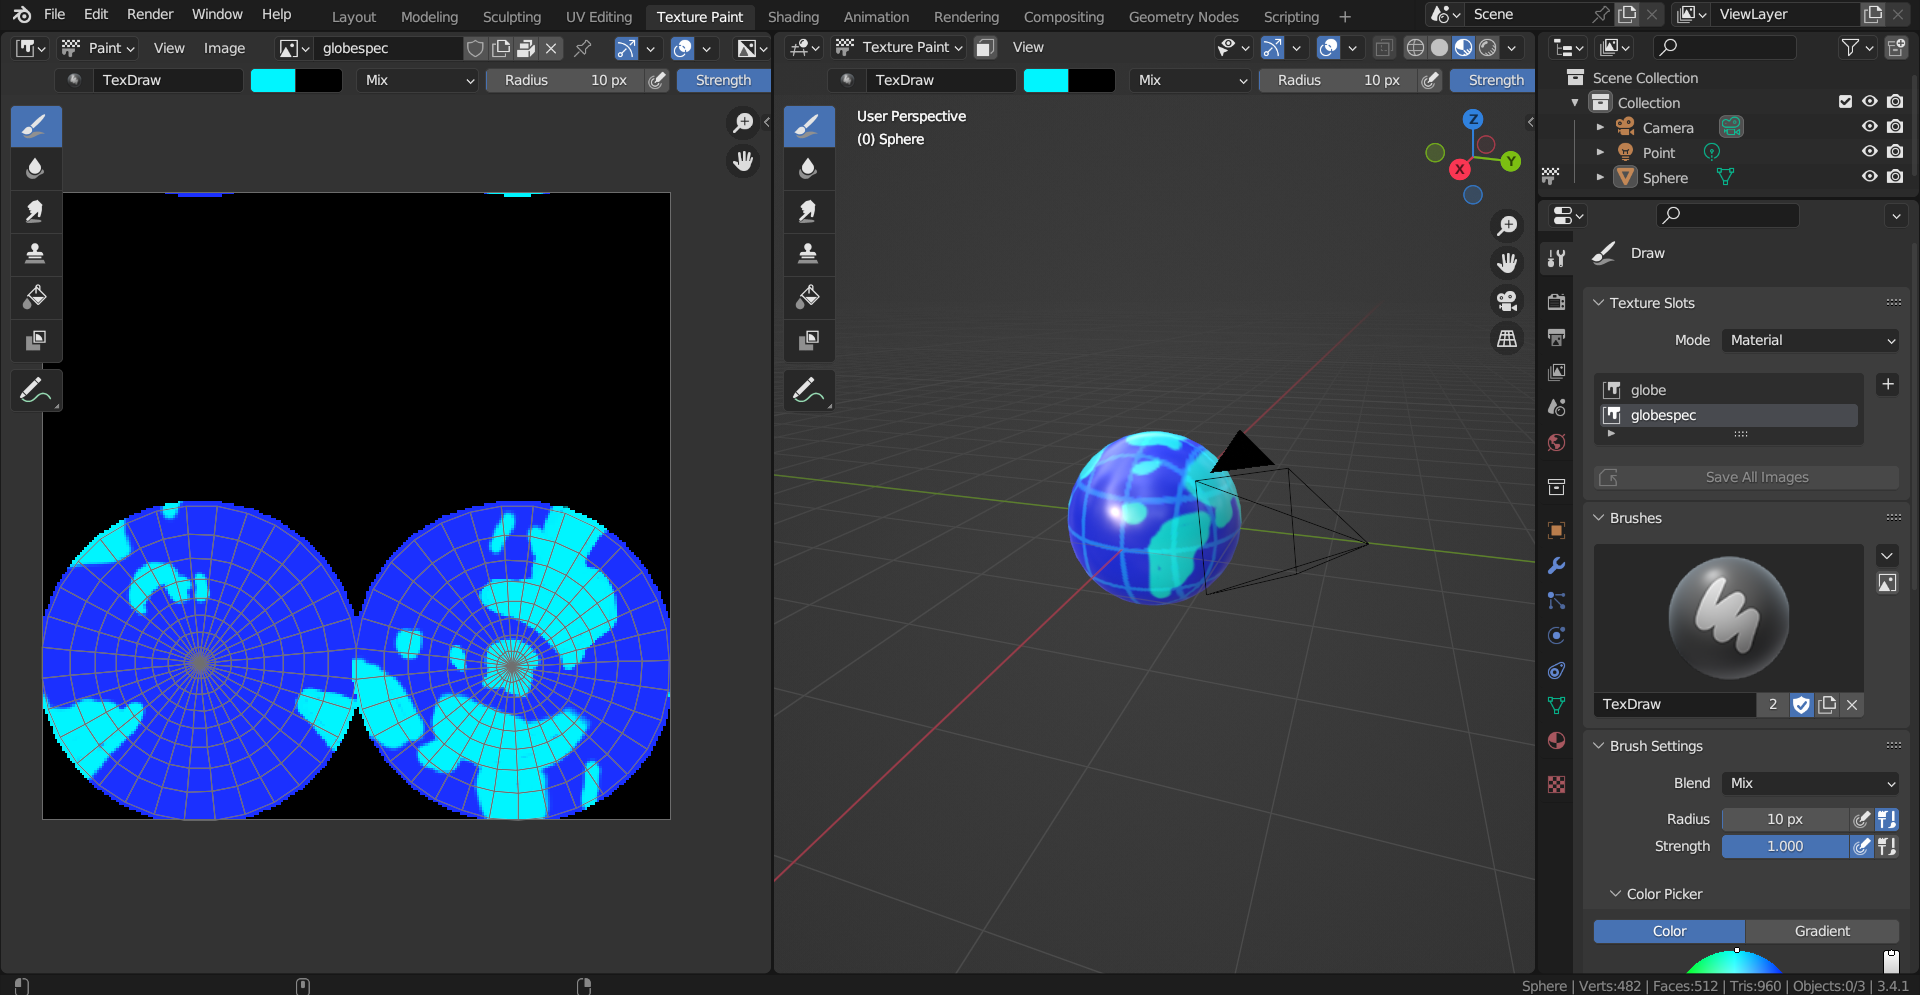 File Edit Render Window Help Layout Modeling Sculpting UV Editing Texture Paint Shading Animation Rendering Compositing Geometry Nodes Scripting + Scene ViewLayer
Paint View Image globespec Texture Paint View
TexDraw Mix Radius 10 px Strength TexDraw Mix Radius 10 px Strength
Scene Collection
Collection
Camera
Point
Sphere
User Perspective
(0) Sphere
Z
Y
X
Draw
Texture Slots
Mode Material
globe
globespec
Save All Images
Brushes
TexDraw 2
Brush Settings
Blend Mix
Radius 10 px
Strength 1.000
Color Picker
Color Gradient
Sphere | Verts:482 | Faces:512 | Tris:960 | Objects:0/3 | 3.4.1